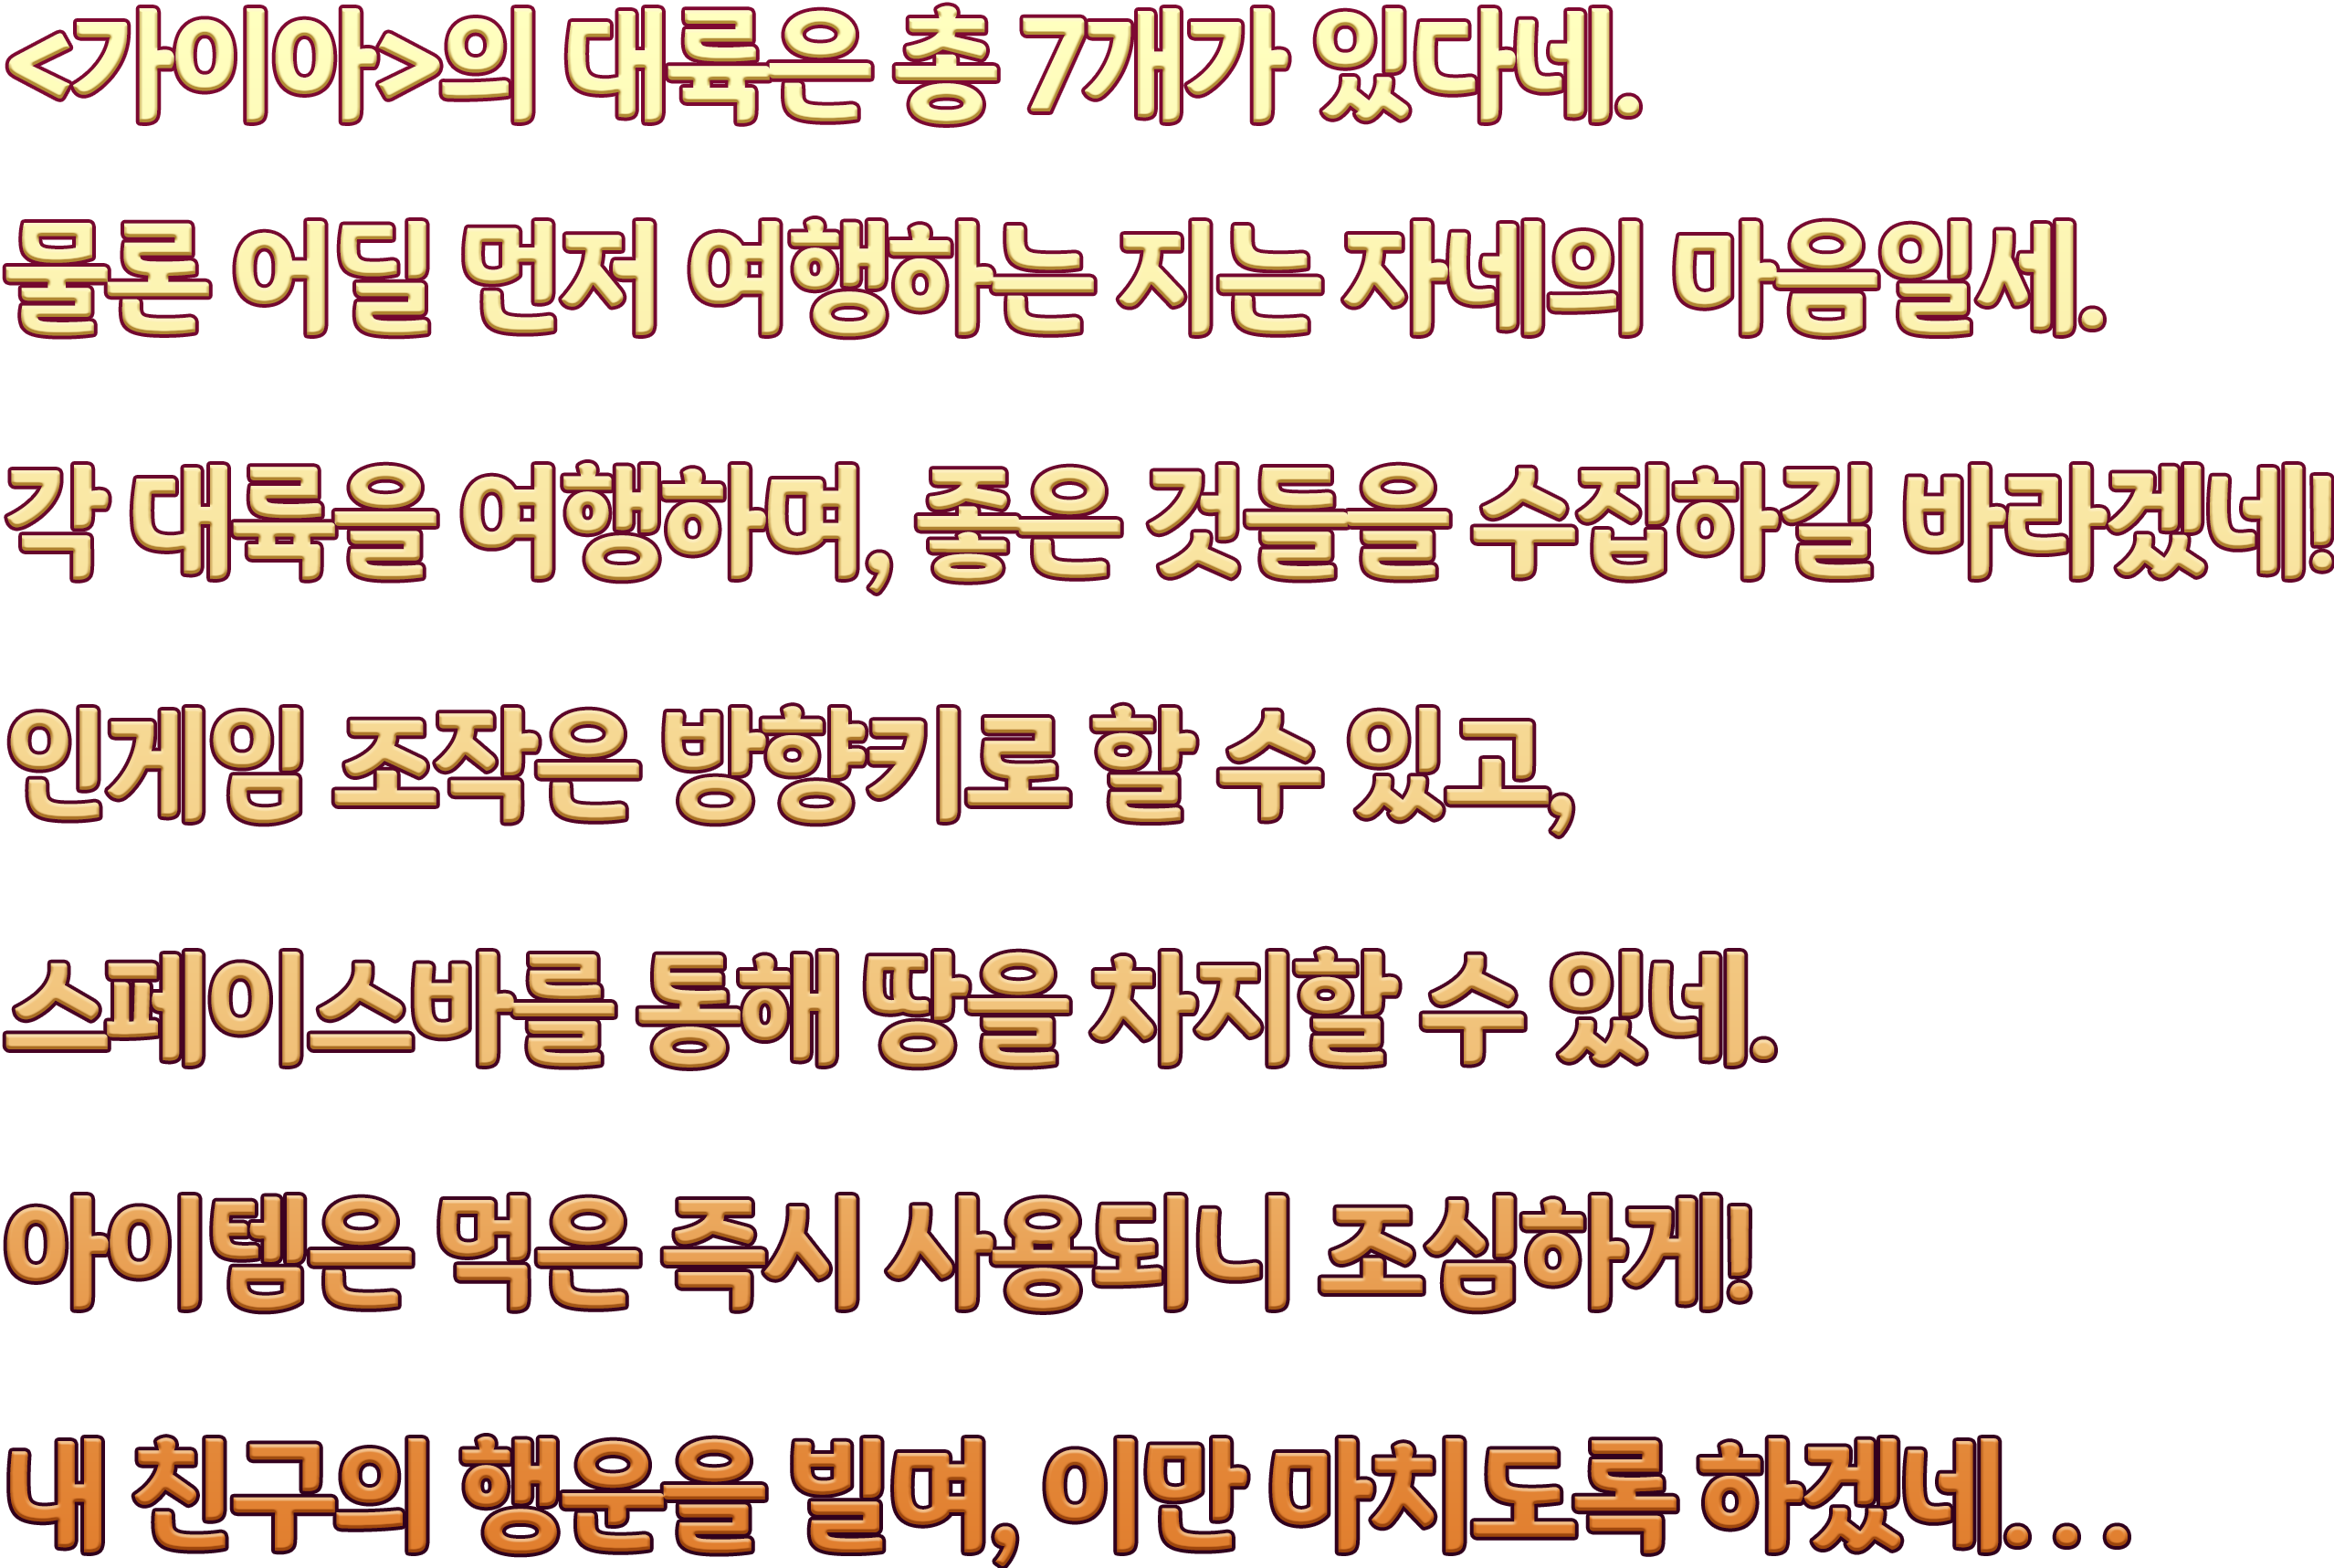 <가이아>의 대륙은 총 7개가 있다네.
물론 어딜 먼저 여행하는 지는 자네의 마음일세.
각 대륙을 여행하며, 좋은 것들을 수집하길 바라겠네!
인게임 조작은 방향키로 할 수 있고,
스페이스바를 통해 땅을 차지할 수 있네.
아이템은 먹은 즉시 사용되니 조심하게!
내 친구의 행운을 빌며, 이만 마치도록 하겠네...